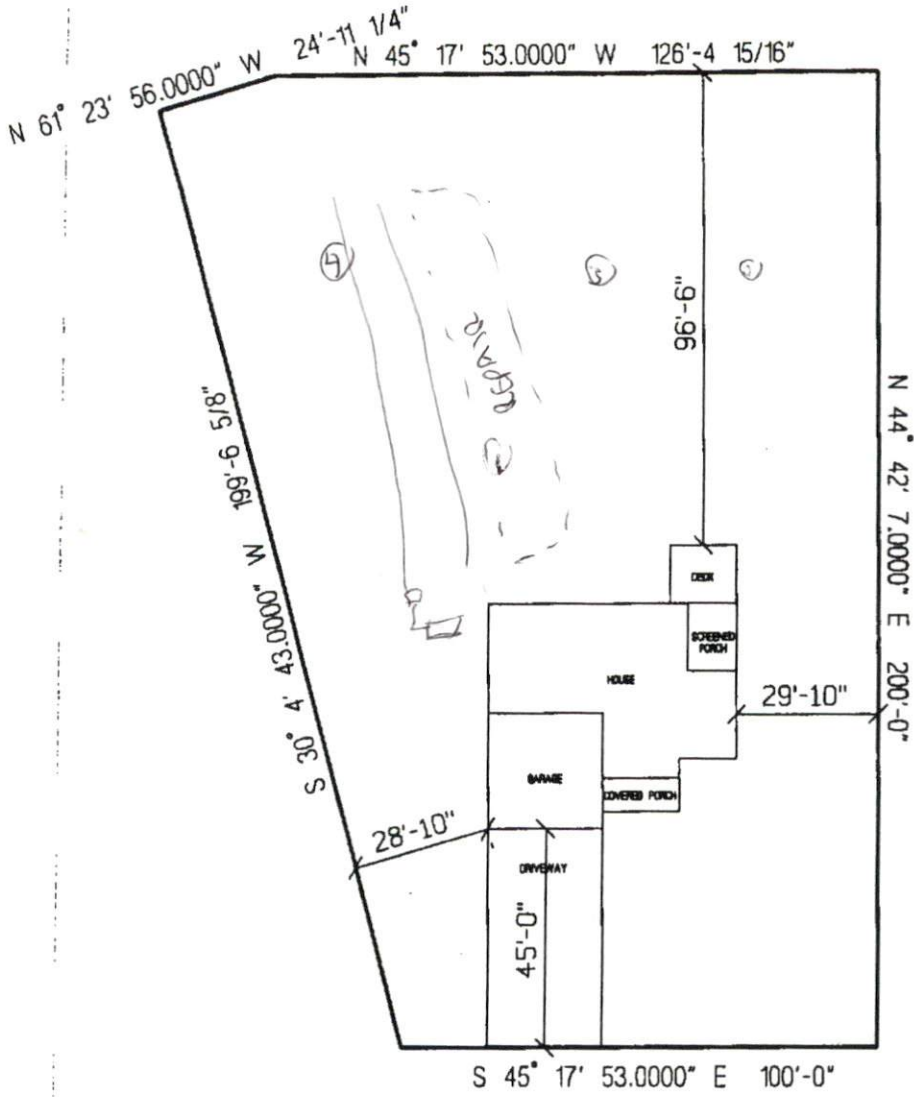 N 61° 23' 56.0000" W 24'-11 1/4"
N 45° 17' 53.0000" W 126'-4 15/16"
4
REPAIR
96'-6"
N 44° 42' 7.0000" E 200'-0"
S 30° 4' 43.0000" W 199'-6 5/8"
DECK
SCREENED
PORCH
HOUSE
29'-10"
GARAGE
COVERED PORCH
28'-10"
DRIVEWAY
45'-0"
S 45° 17' 53.0000" E 100'-0"